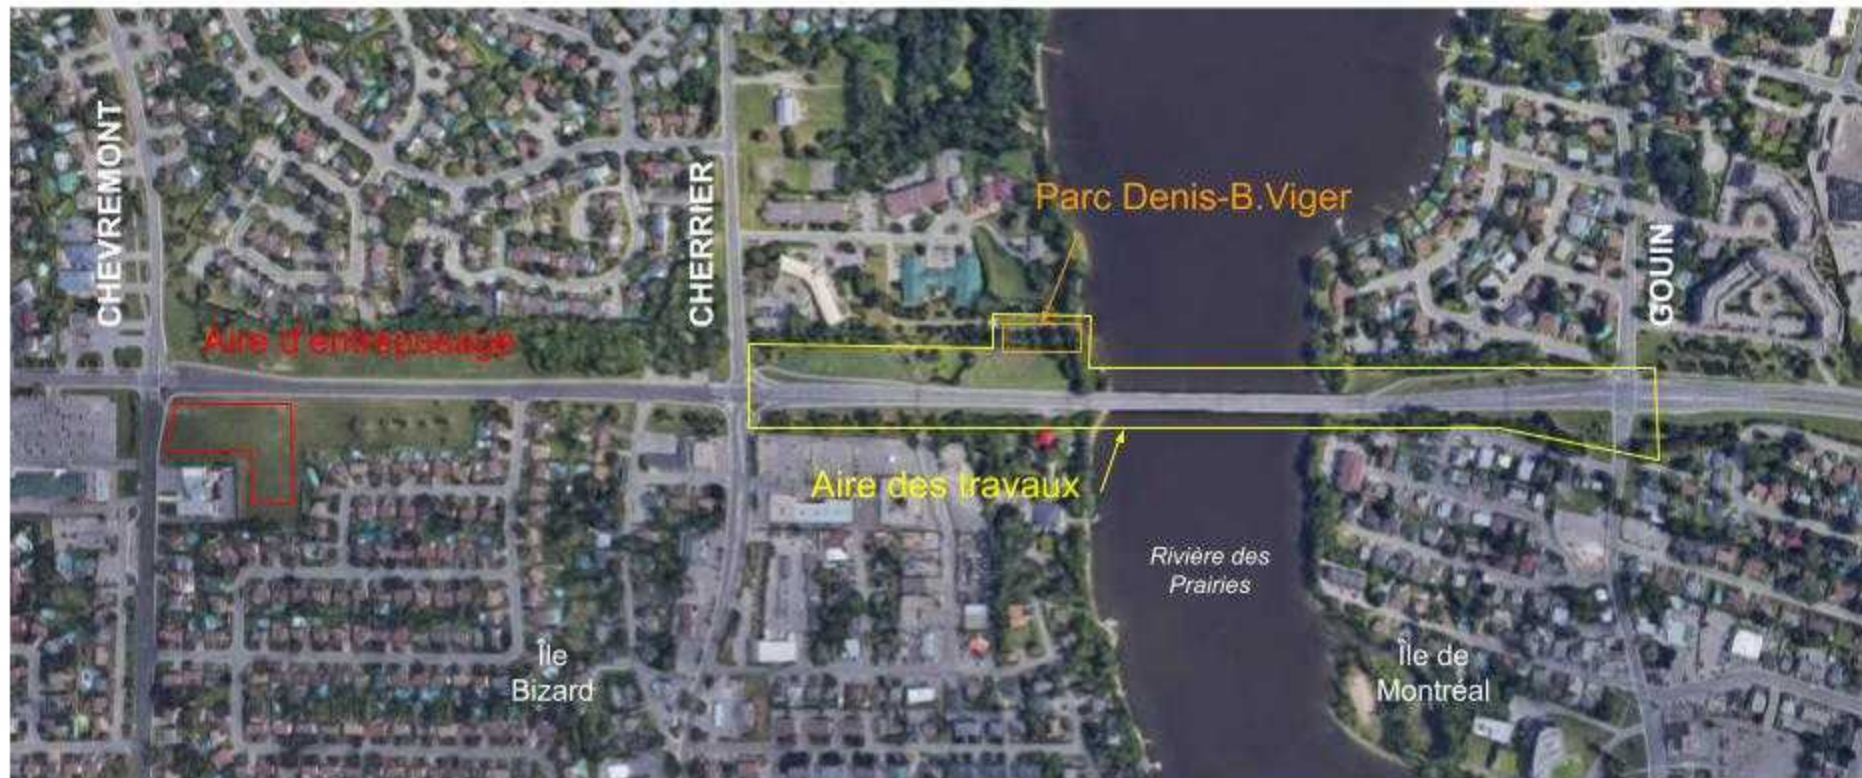 CHEVREMONT
CHERRIER
Parc Denis-B.Viger
GOUIN
Aire d'entreposage
Aire des travaux
Rivière des
Prairies
Île
Bizard
Île de
Montréal